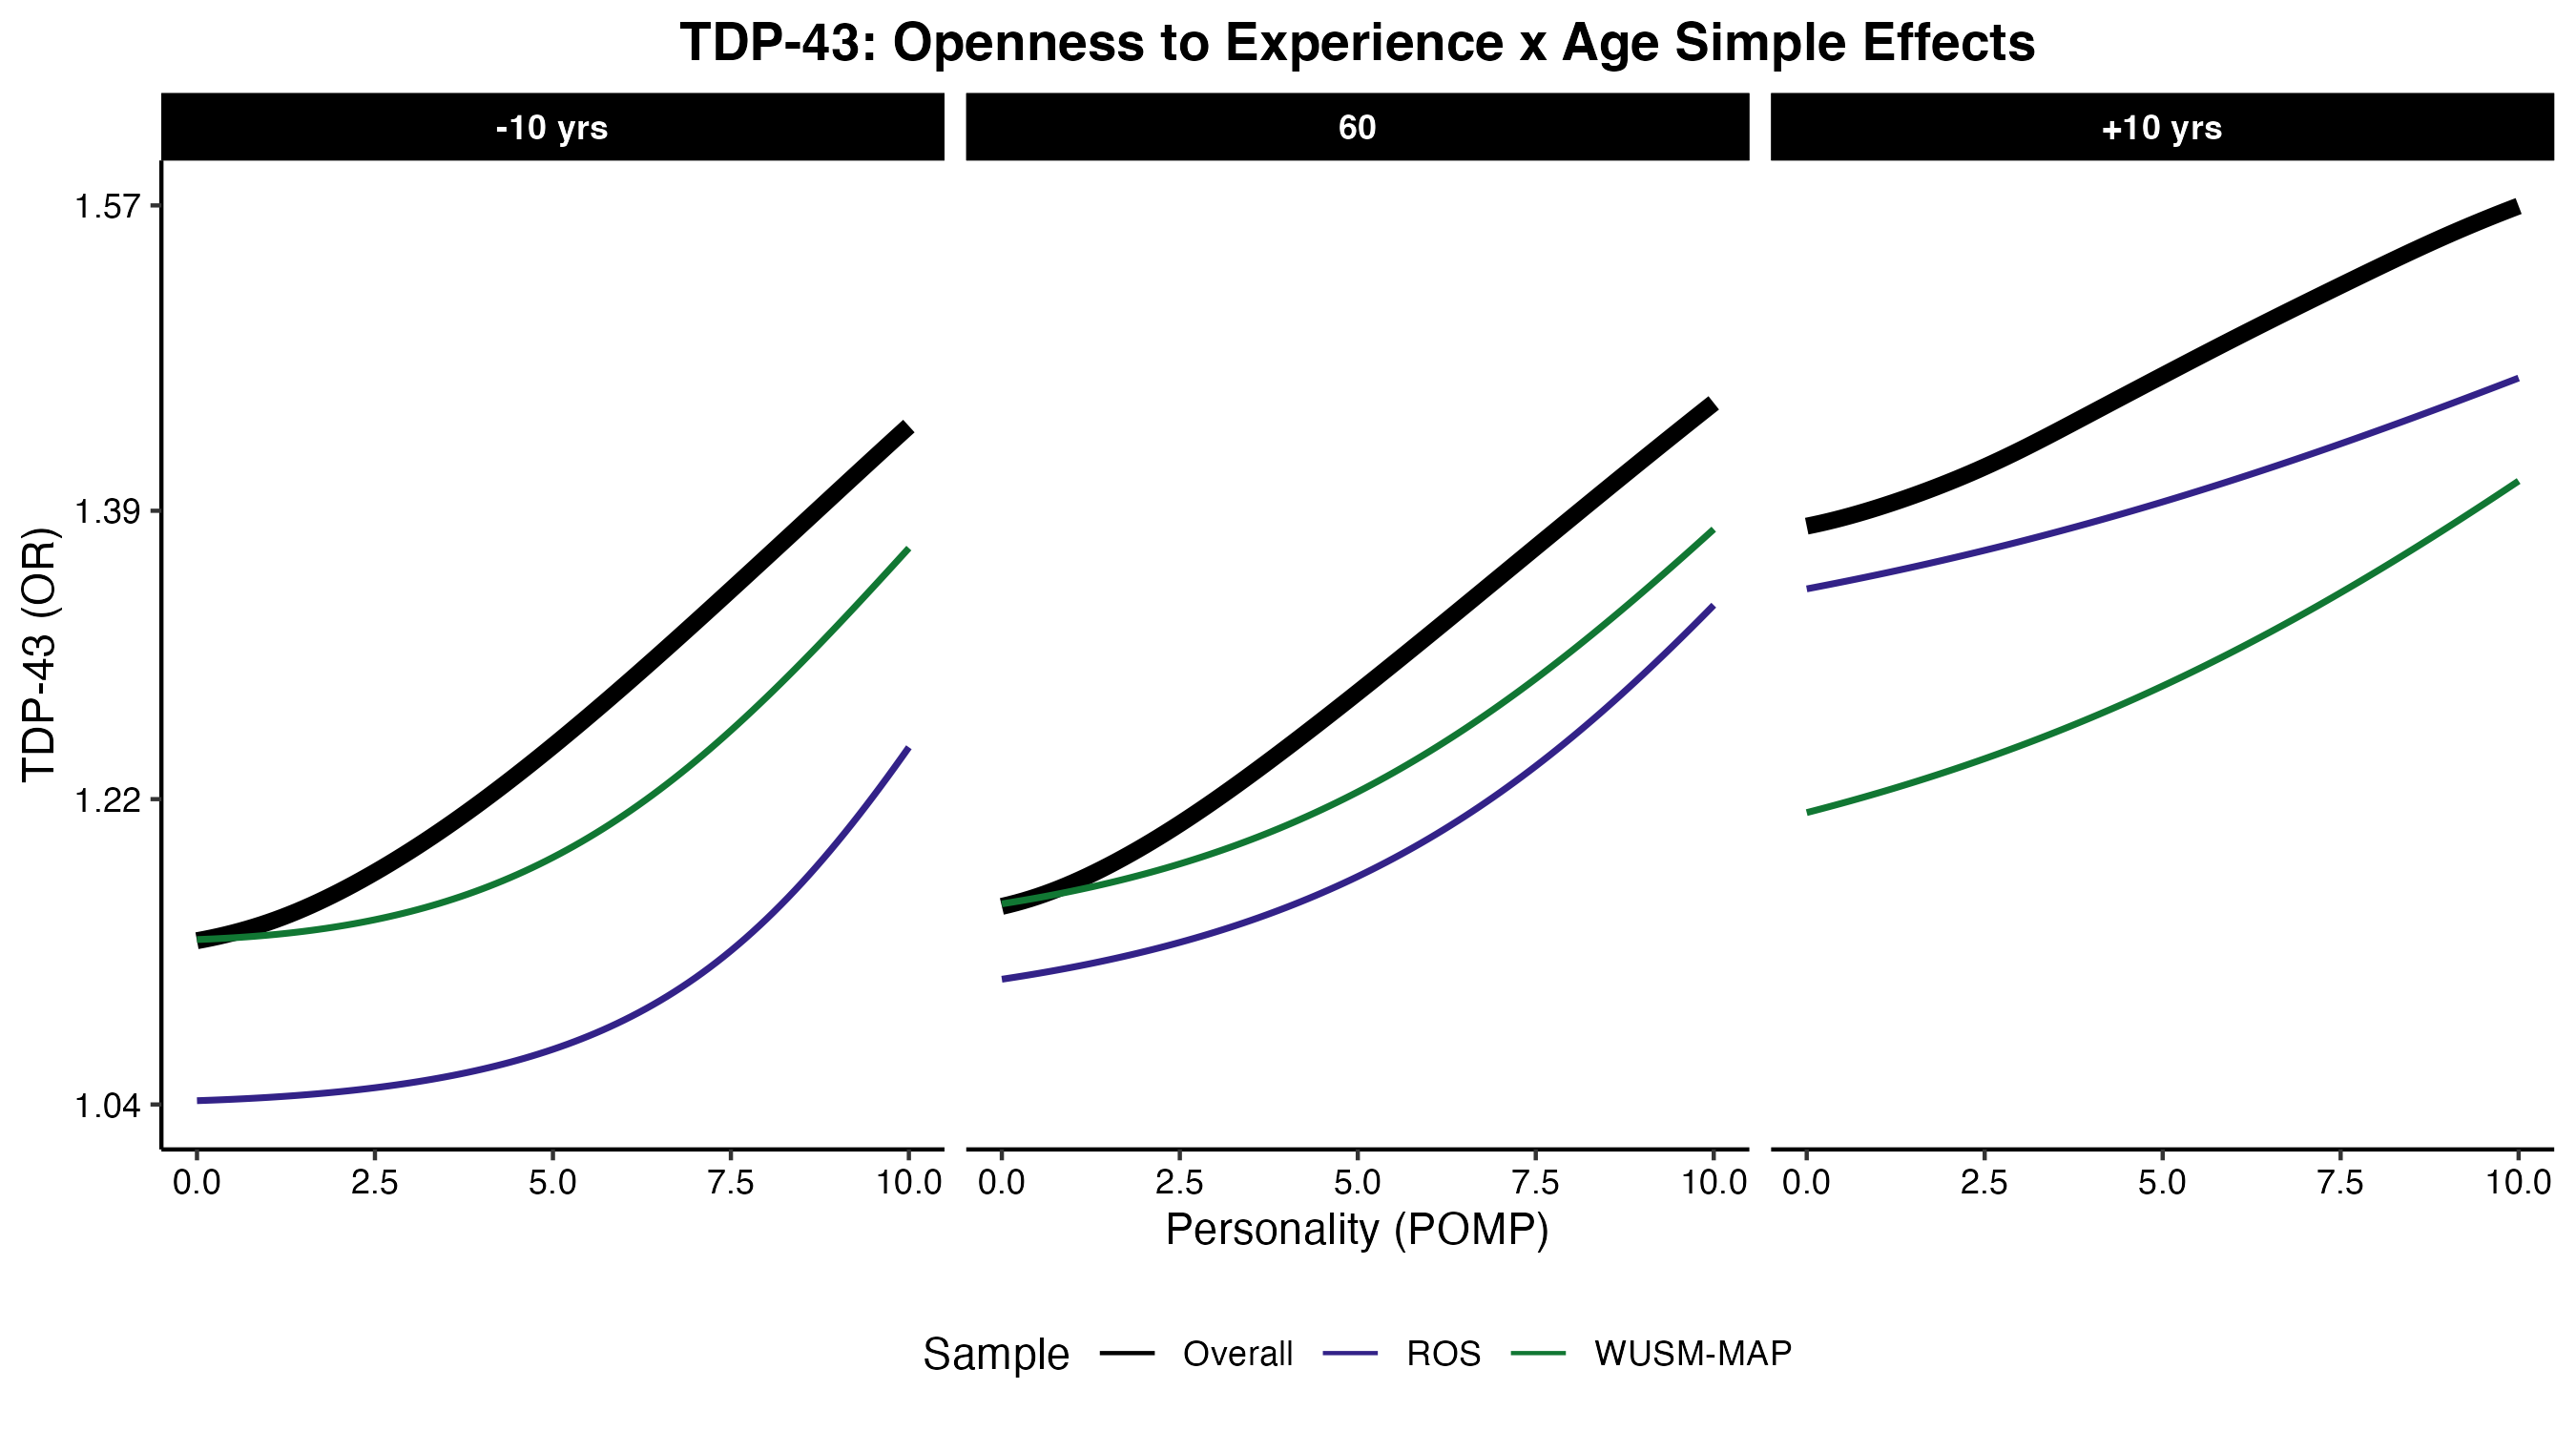 TDP-43: Openness to Experience x Age Simple Effects
-10 yrs 60 +10 yrs
1.57
1.39
1.22
1.04
TDP-43 (OR)
0.0 2.5 5.0 7.5 10.0 0.0 2.5 5.0 7.5 10.0 0.0 2.5 5.0 7.5 10.0
Personality (POMP)
Sample Overall ROS WUSM-MAP